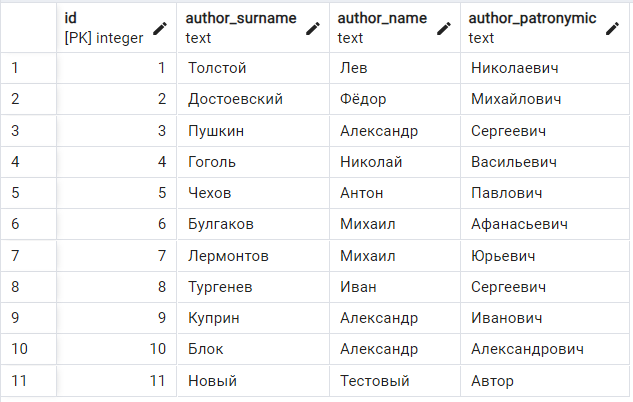 id author_surname author_name author_patronymic
[PK] integer text text text
1 1 Толстой Лев Николаевич
2 2 Достоевский Фёдор Михайлович
3 3 Пушкин Александр Сергеевич
4 4 Гоголь Николай Васильевич
5 5 Чехов Антон Павлович
6 6 Булгаков Михаил Афанасьевич
7 7 Лермонтов Михаил Юрьевич
8 8 Тургенев Иван Сергеевич
9 9 Куприн Александр Иванович
10 10 Блок Александр Александрович
11 11 Новый Тестовый Автор